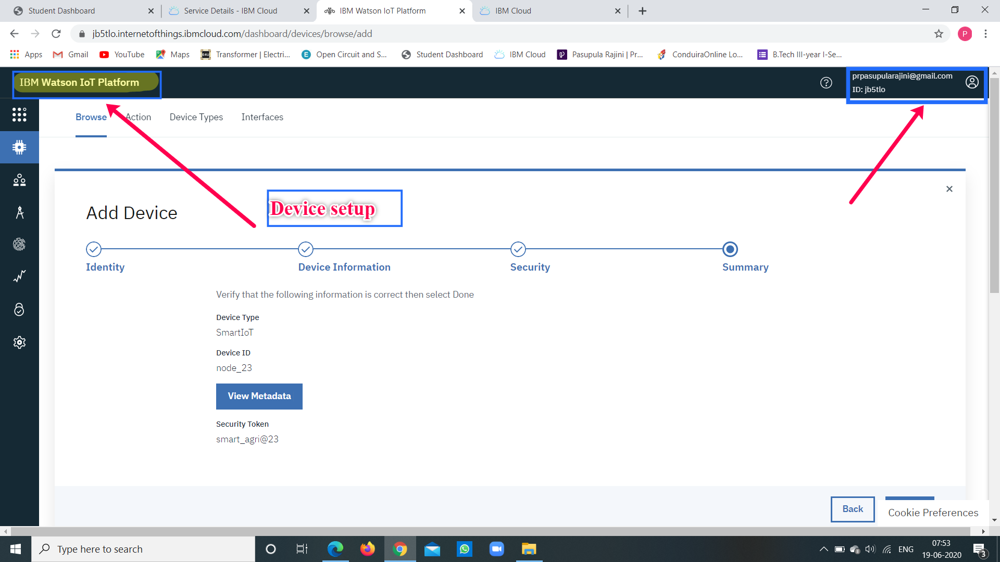 Student Dashboard
Service Details - IBM Cloud
IBM Watson IoT Platform
IBM Cloud
jb5tlo.internetofthings.ibmcloud.com/dashboard/devices/browse/add
P
Apps
Gmail
YouTube
Maps
E4U
Transformer | Electri...
E
Open Circuit and S...
Student Dashboard
IBM Cloud
Pasupula Rajini | Pr...
ConduiraOnline Lo...
B.Tech III-year I-Se...
IBM Watson IoT Platform
?
prpasupularajini@gmail.com
ID: jb5tlo
Browse
Action
Device Types
Interfaces
Add Device
Device setup
Identity
Device Information
Security
Summary
Verify that the following information is correct then select Done
Device Type
SmartIoT
Device ID
node_23
View Metadata
Security Token
smart_agri@23
Back
Cookie Preferences
Type here to search
ENG
07:53
19-06-2020
3